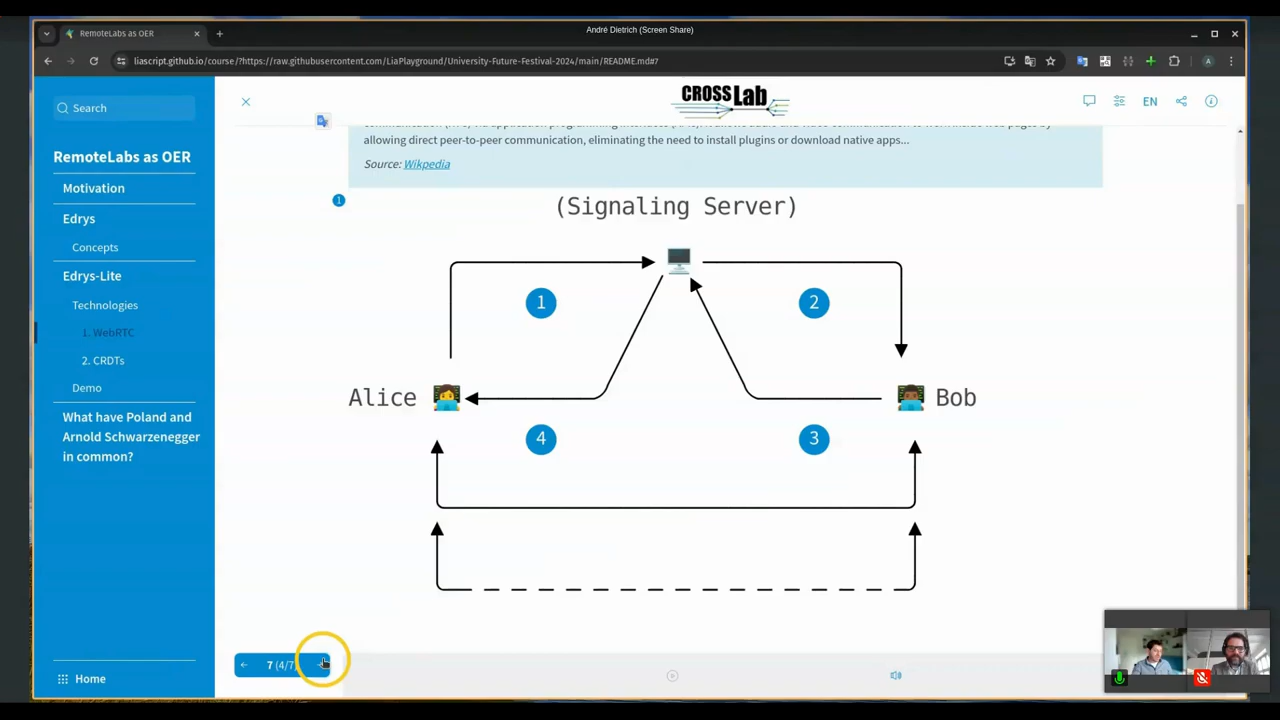 André Dietrich (Screen Share)
RemoteLabs as OER
liascript.github.io/course/?https://raw.githubusercontent.com/LiaPlayground/University-Future-Festival-2024/main/README.md#7
A
Search
CROSSLab
EN
RemoteLabs as OER
Motivation
Edrys
Concepts
Edrys-Lite
Technologies
1. WebRTC
2. CRDTs
Demo
What have Poland and
Arnold Schwarzenegger
in common?
Home
allowing direct peer-to-peer communication, eliminating the need to install plugins or download native apps...
Source: Wikpedia
1
(Signaling Server)
1
2
Alice
Bob
4
3
7 (4/7